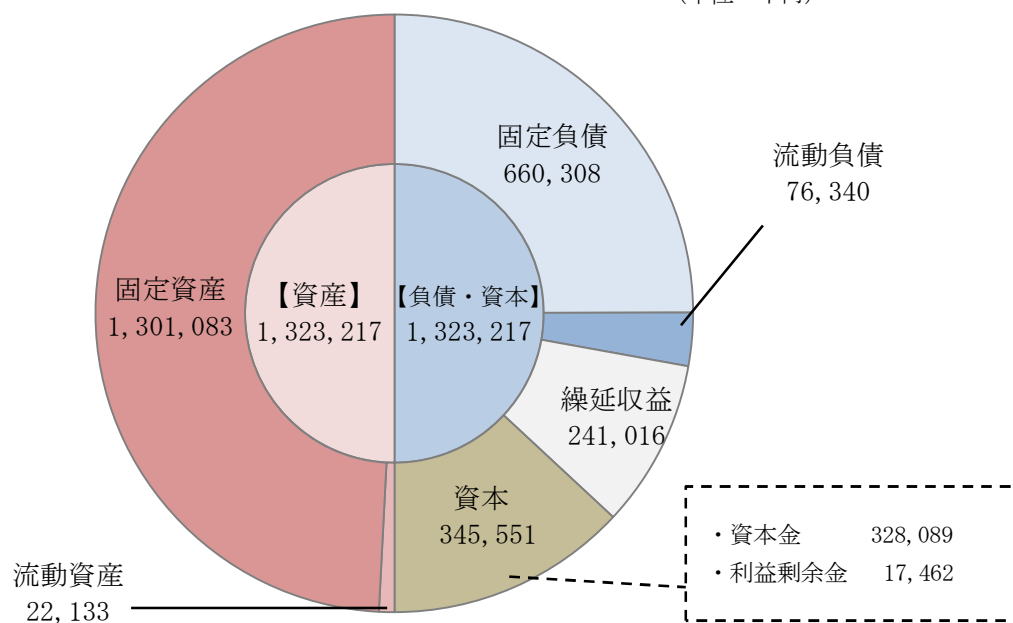 固定負債
660,308
流動負債
76,340
固定資産
1,301,083
【資産】
1,323,217
【負債・資本】
1,323,217
繰延収益
241,016
資本
345,551
・資本金 328,089
・利益剰余金 17,462
流動資産
22,133